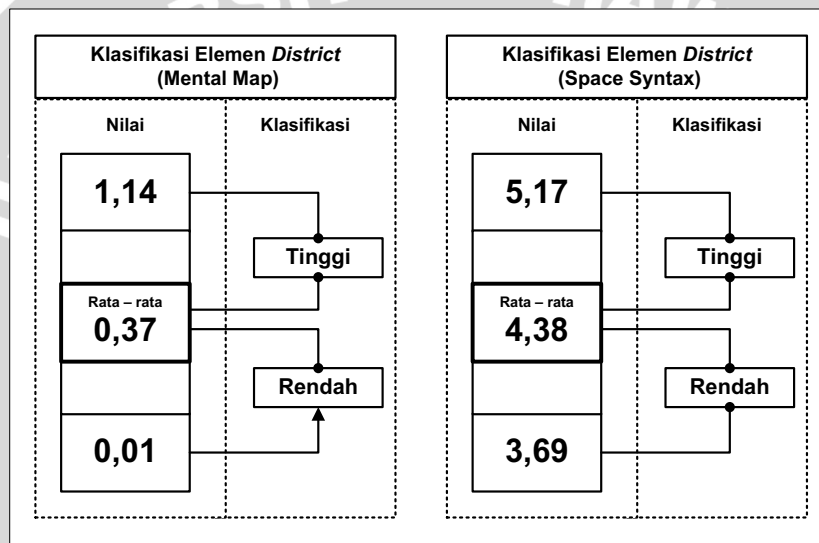 Klasifikasi Elemen District
(Mental Map)
Nilai
Klasifikasi
1,14
Tinggi
Rata – rata
0,37
Rendah
0,01
Klasifikasi Elemen District
(Space Syntax)
Nilai
Klasifikasi
5,17
Tinggi
Rata – rata
4,38
Rendah
3,69